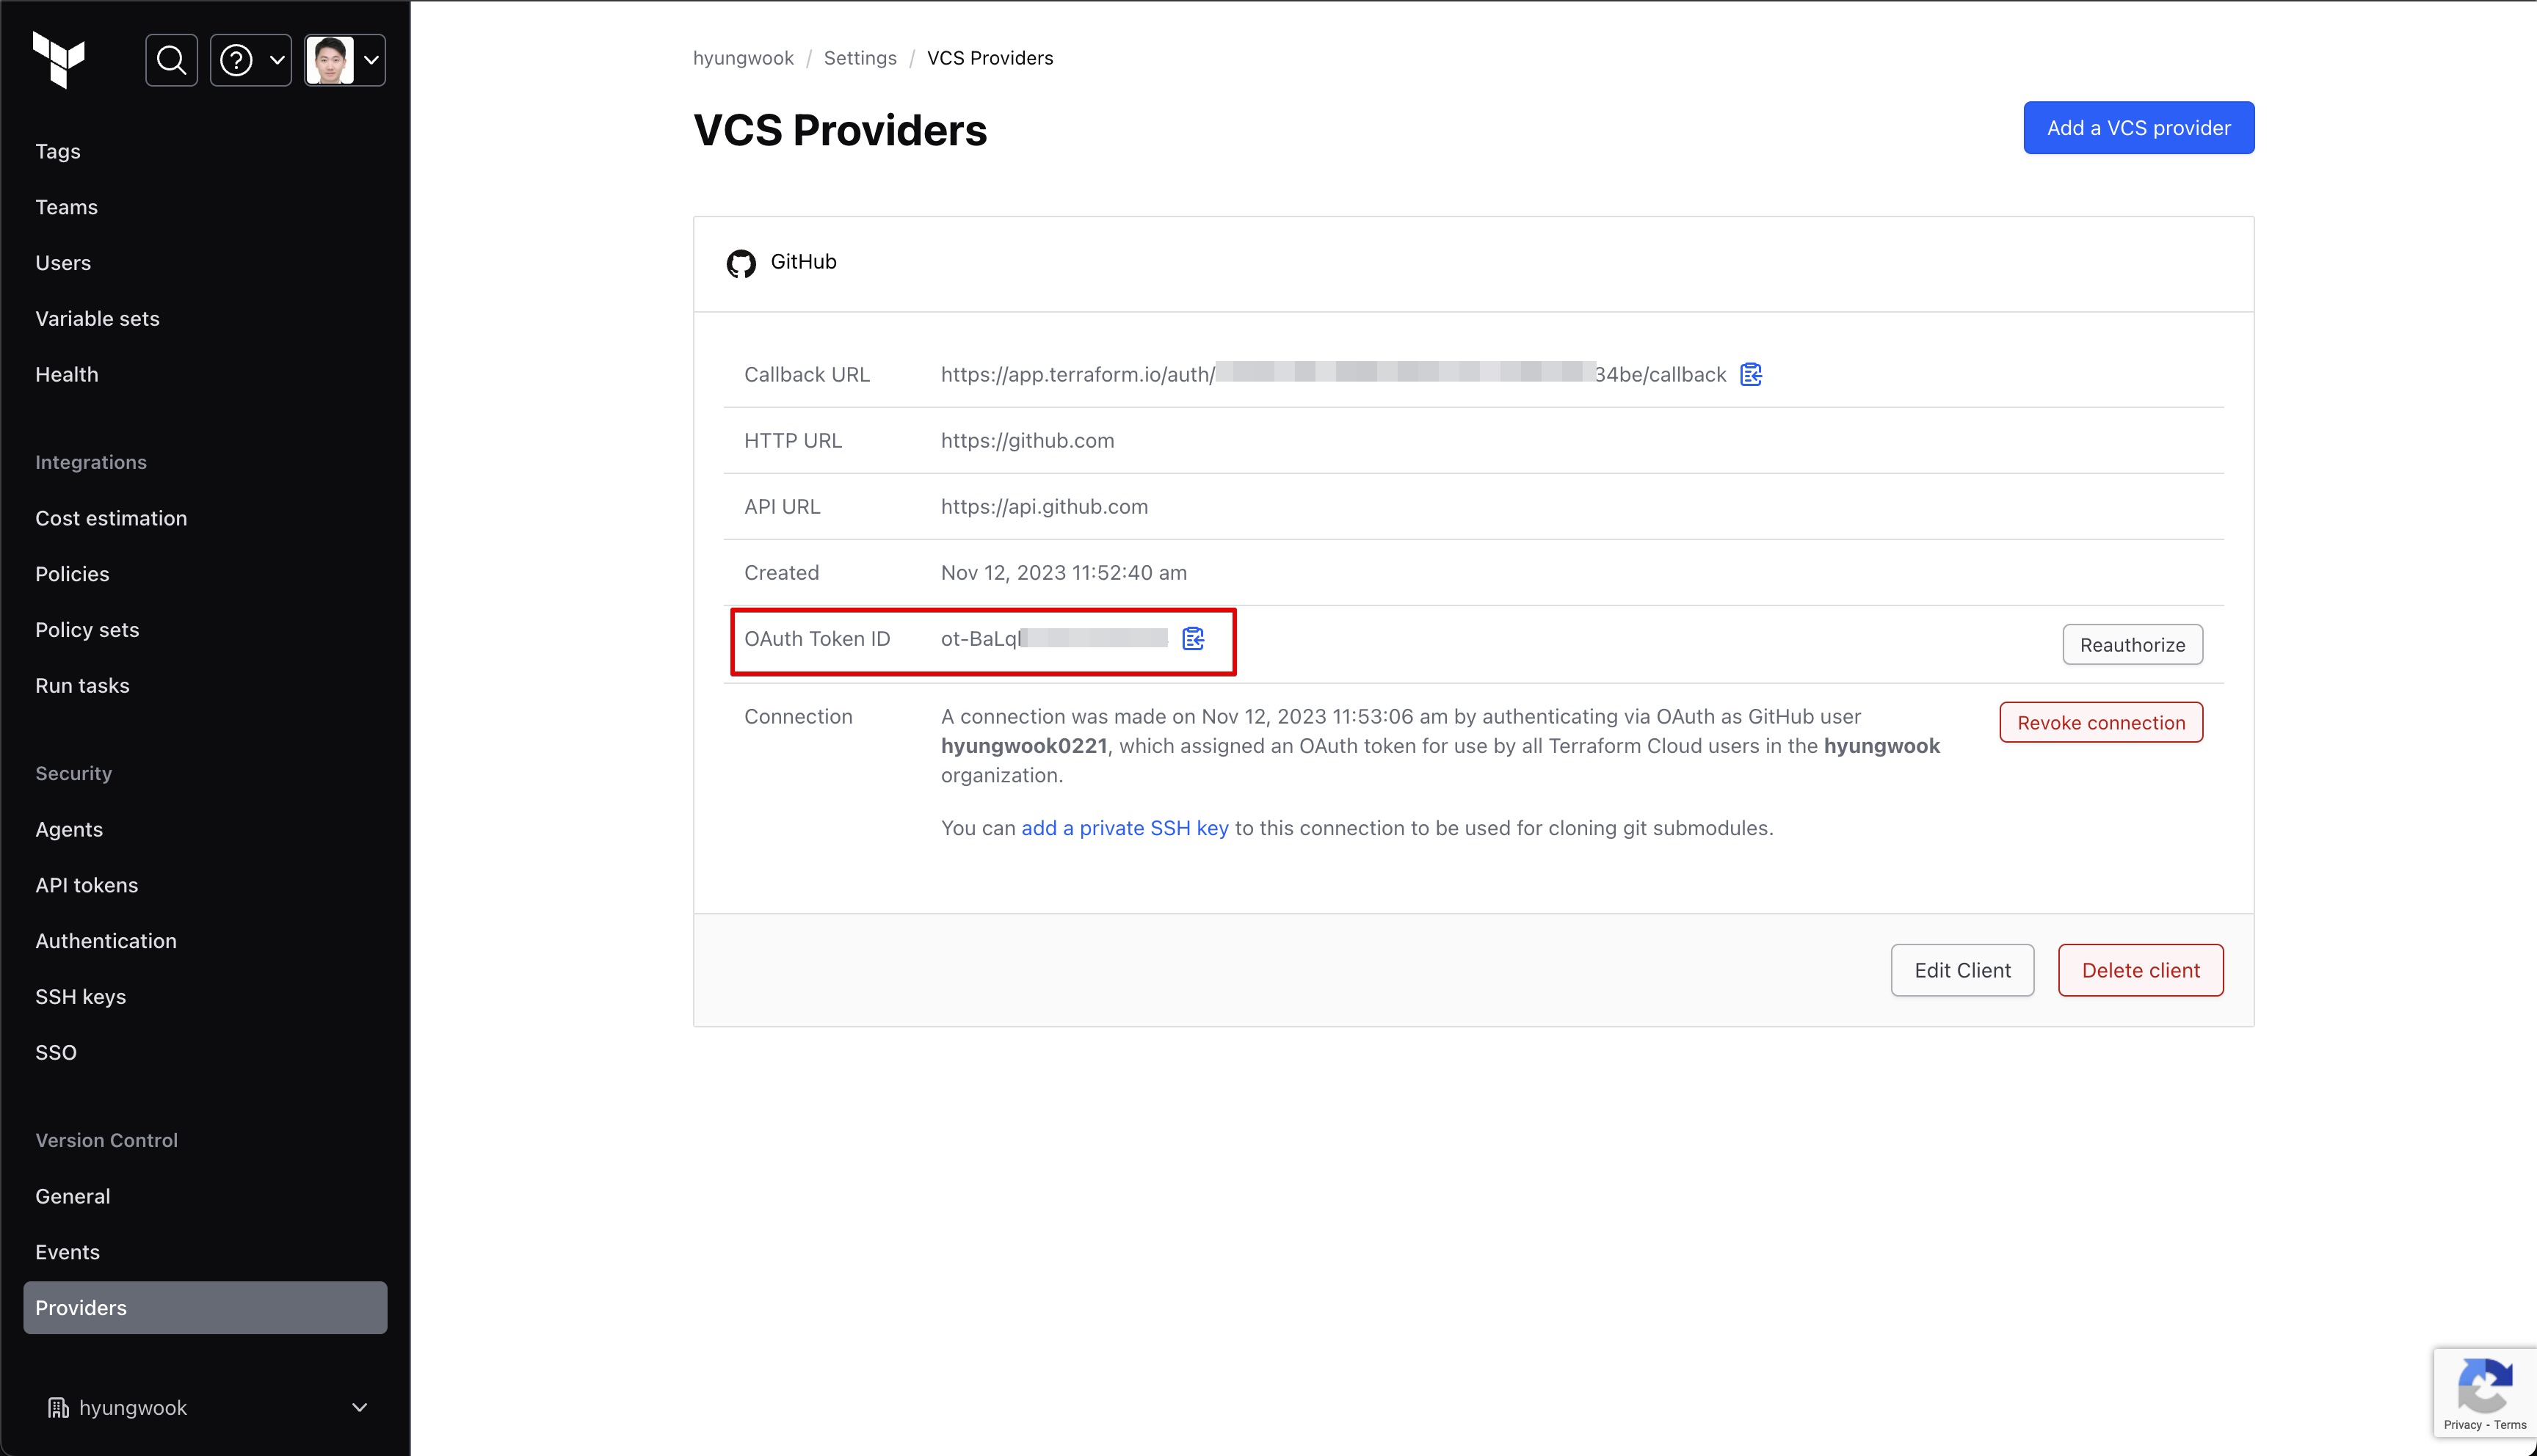 Tags
Teams
Users
Variable sets
Health
Integrations
Cost estimation
Policies
Policy sets
Run tasks
Security
Agents
API tokens
Authentication
SSH keys
SSO
Version Control
General
Events
Providers
hyungwook
hyungwook / Settings / VCS Providers
VCS Providers
Add a VCS provider
GitHub
Callback URL https://app.terraform.io/auth/ 34be/callback
HTTP URL https://github.com
API URL https://api.github.com
Created Nov 12, 2023 11:52:40 am
OAuth Token ID ot-BaLq
Reauthorize
Connection A connection was made on Nov 12, 2023 11:53:06 am by authenticating via OAuth as GitHub user
hyungwook0221, which assigned an OAuth token for use by all Terraform Cloud users in the hyungwook
organization.
Revoke connection
You can add a private SSH key to this connection to be used for cloning git submodules.
Edit Client
Delete client
Privacy - Terms